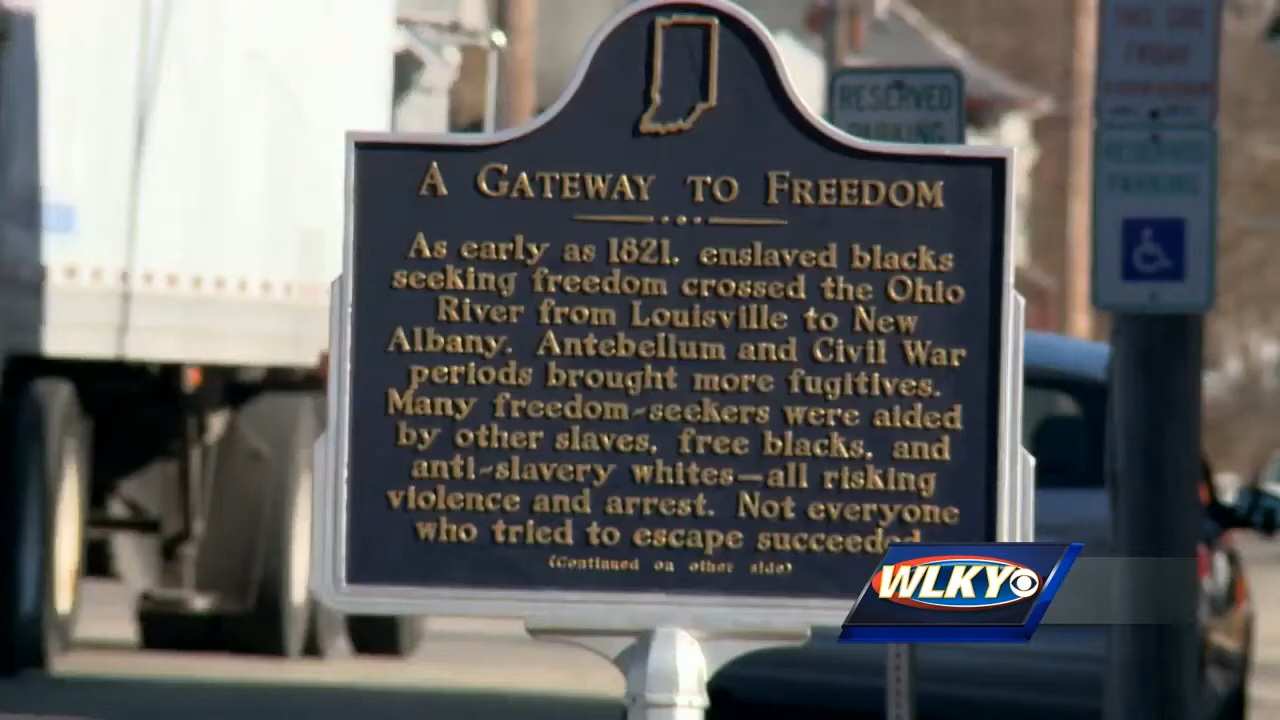 A GATEWAY TO FREEDOM
As early as 1821, enslaved blacks
seeking freedom crossed the Ohio
River from Louisville to New
Albany. Antebellum and Civil War
periods brought more fugitives.
Many freedom-seekers were aided
by other slaves, free blacks, and
anti-slavery whites—all risking
violence and arrest. Not everyone
who tried to escape succeeded.
(Continued on other side)
RESERVED
PARKING
RESERVED
PARKING
WLKY